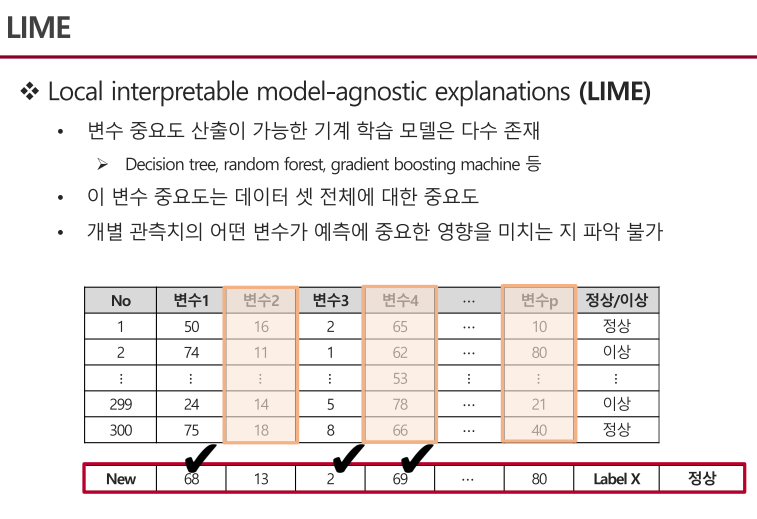 LIME
❖ Local interpretable model-agnostic explanations (LIME)
• 변수 중요도 산출이 가능한 기계 학습 모델은 다수 존재
➢ Decision tree, random forest, gradient boosting machine 등
• 이 변수 중요도는 데이터 셋 전체에 대한 중요도
• 개별 관측치의 어떤 변수가 예측에 중요한 영향을 미치는 지 파악 불가
No 변수1 변수2 변수3 변수4 … 변수p 정상/이상
1 50 16 2 65 … 10 정상
2 74 11 1 62 … 80 이상
⋮ ⋮ ⋮ ⋮ 53 ⋮ ⋮ ⋮
299 24 14 5 78 … 21 이상
300 75 18 8 66 … 40 정상
New 68 13 2 69 … 80 Label X 정상